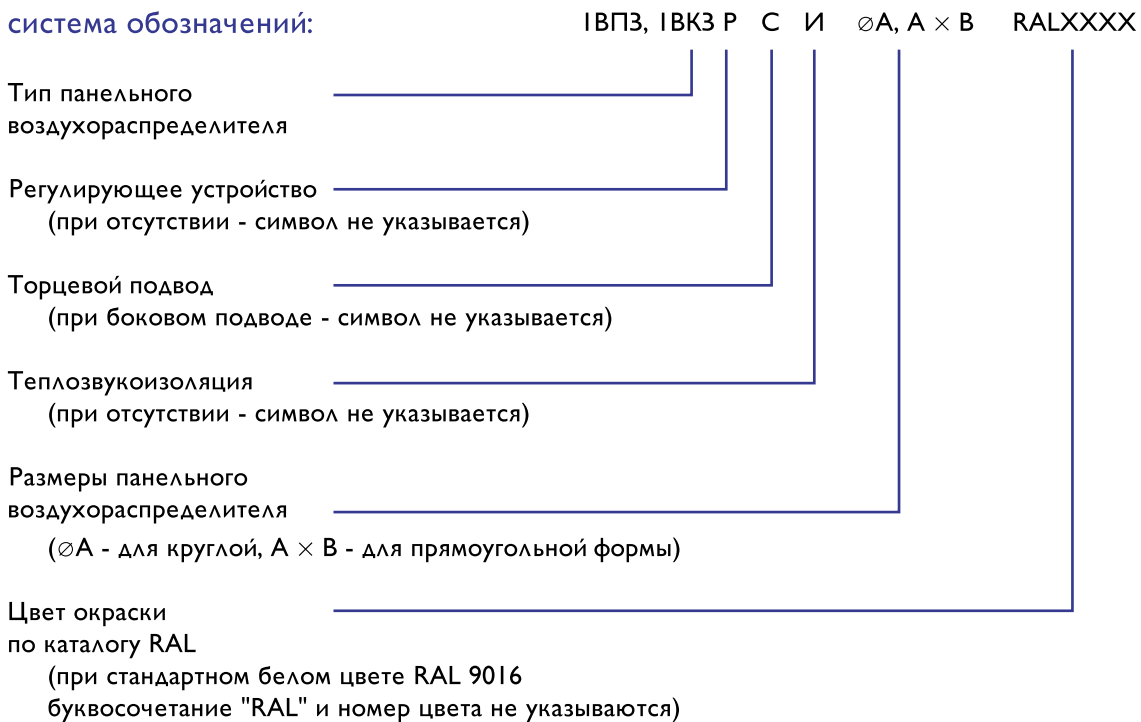 система обозначений: 1ВПЗ, 1ВКЗ Р С И ⌀А, А × В RALXXXX
Тип панельного
воздухораспределителя
Регулирующее устройство
(при отсутствии - символ не указывается)
Торцевой подвод
(при боковом подводе - символ не указывается)
Теплозвукоизоляция
(при отсутствии - символ не указывается)
Размеры панельного
воздухораспределителя
(⌀А - для круглой, А × В - для прямоугольной формы)
Цвет окраски
по каталогу RAL
(при стандартном белом цвете RAL 9016
буквосочетание "RAL" и номер цвета не указываются)